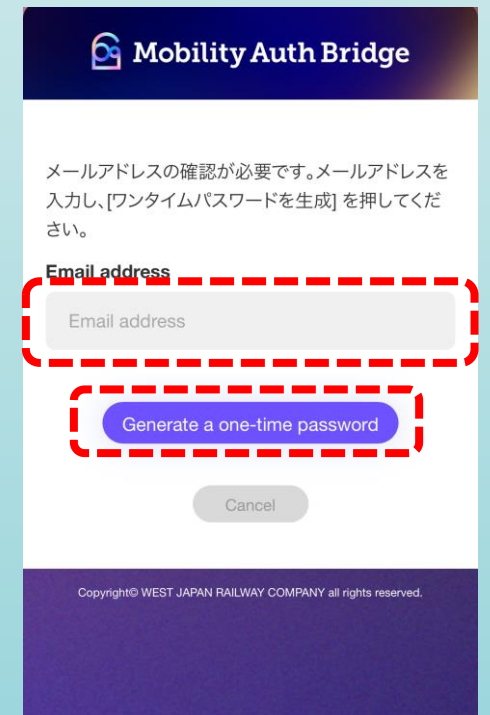 Mobility Auth Bridge
メールアドレスの確認が必要です。メールアドレスを
入力し、[ワンタイムパスワードを生成] を押してくだ
さい。
Email address
Email address
Generate a one-time password
Cancel
Copyright© WEST JAPAN RAILWAY COMPANY all rights reserved.